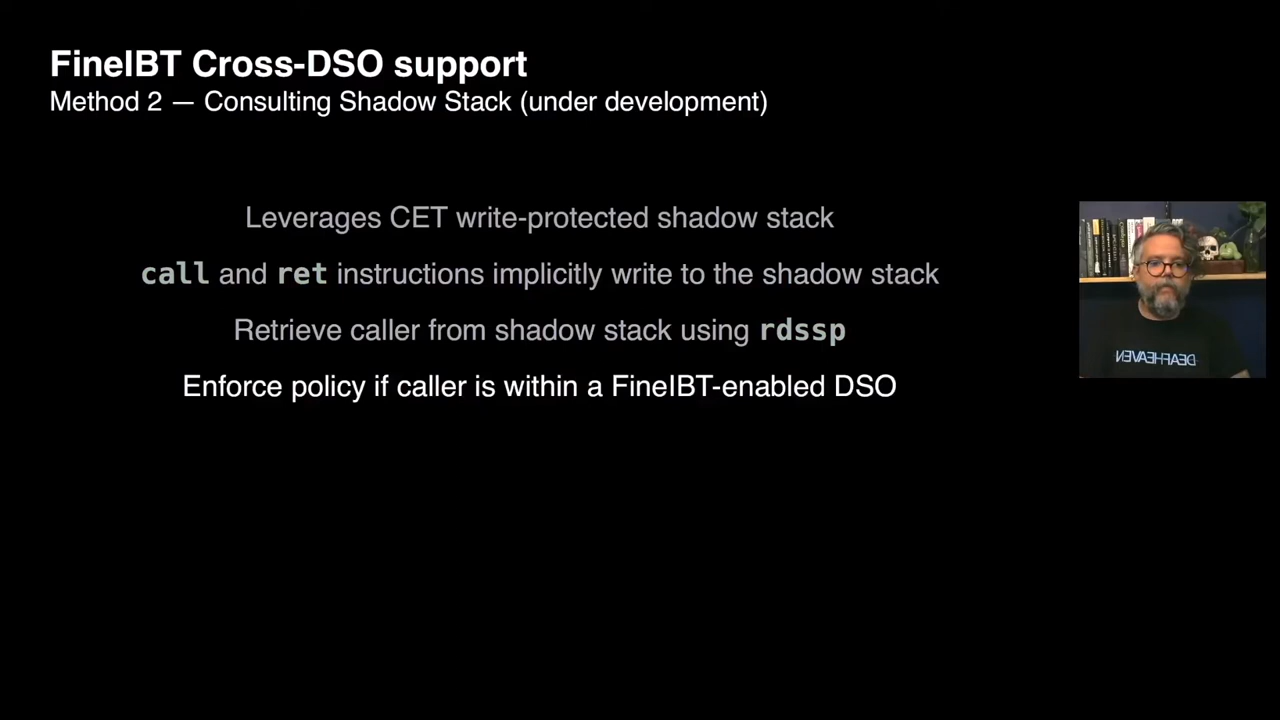 FineIBT Cross-DSO support
Method 2 — Consulting Shadow Stack (under development)
Leverages CET write-protected shadow stack
call and ret instructions implicitly write to the shadow stack
Retrieve caller from shadow stack using rdssp
Enforce policy if caller is within a FineIBT-enabled DSO
DEAFHEAVEN